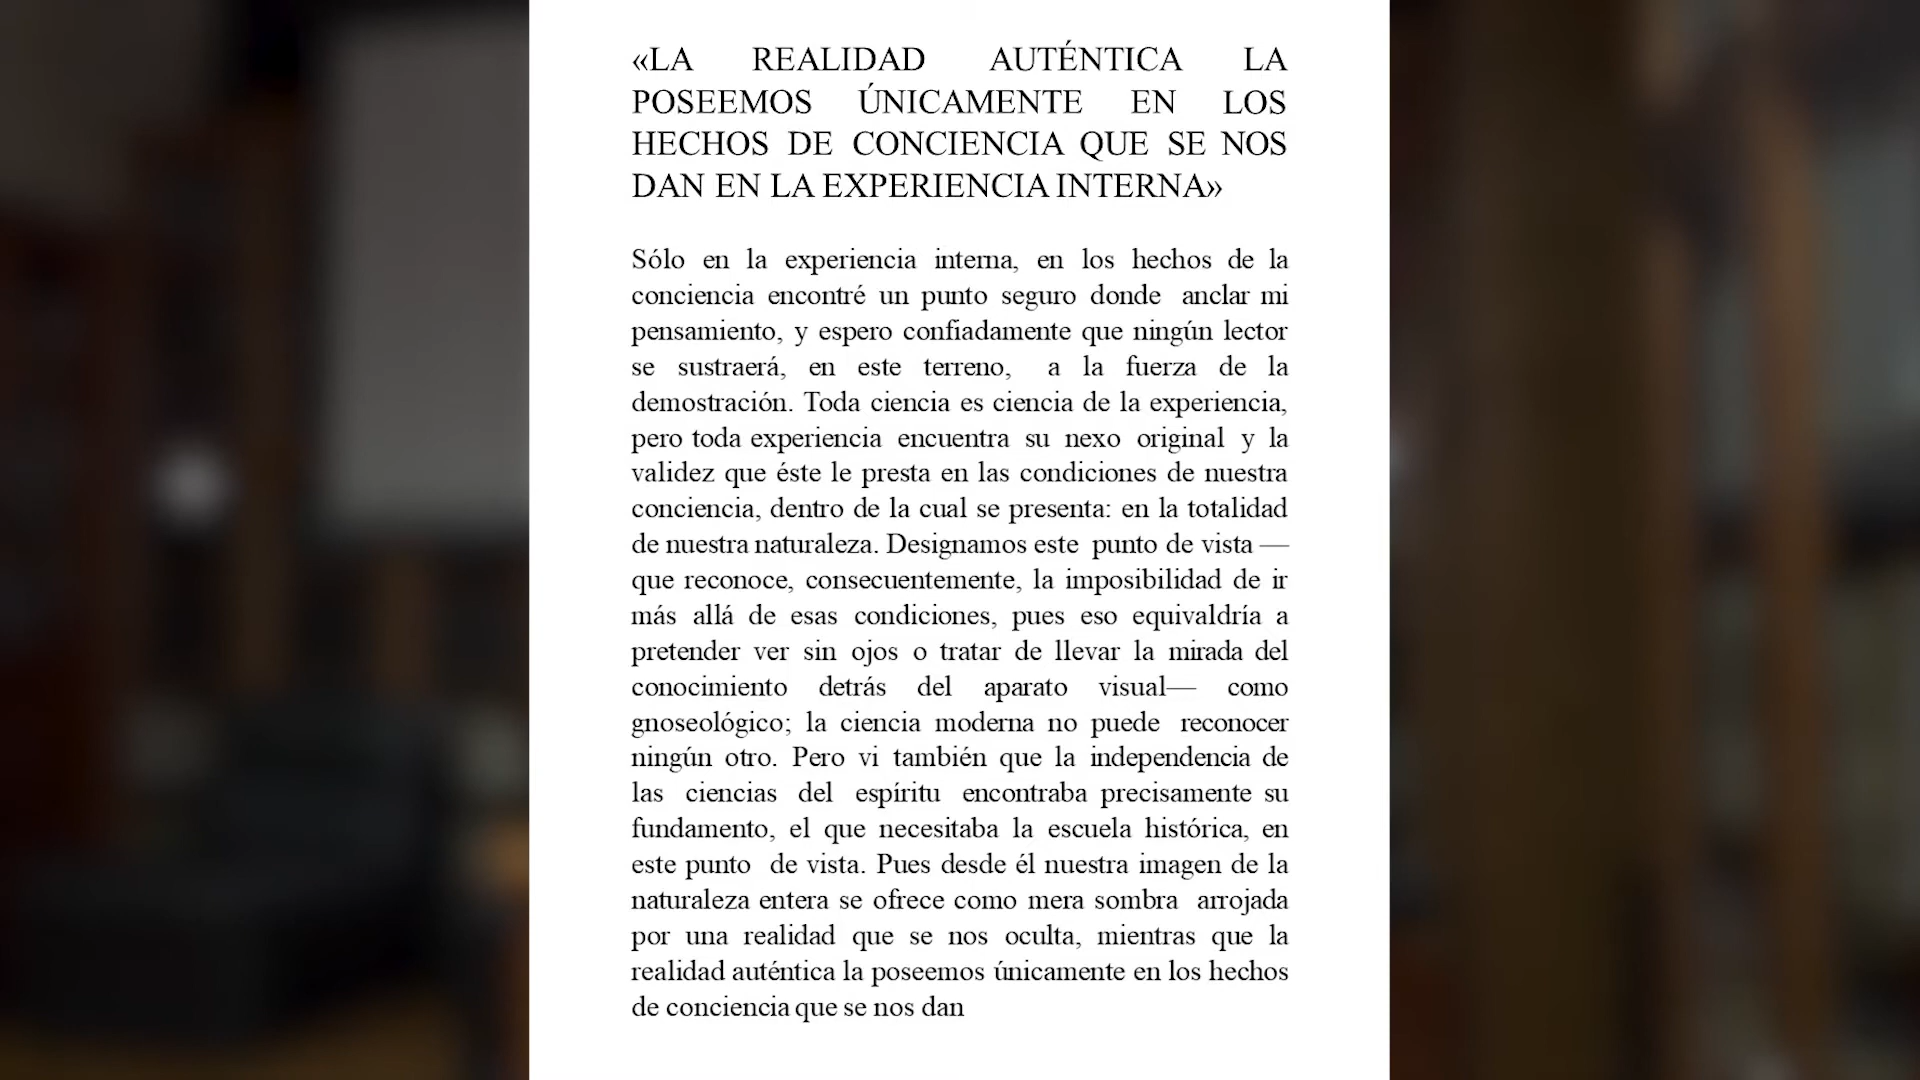 «LA REALIDAD AUTÉNTICA LA
POSEEMOS ÚNICAMENTE EN LOS
HECHOS DE CONCIENCIA QUE SE NOS
DAN EN LA EXPERIENCIA INTERNA»
Sólo en la experiencia interna, en los hechos de la
conciencia encontré un punto seguro donde anclar mi
pensamiento, y espero confiadamente que ningún lector
se sustraerá, en este terreno, a la fuerza de la
demostración. Toda ciencia es ciencia de la experiencia,
pero toda experiencia encuentra su nexo original y la
validez que éste le presta en las condiciones de nuestra
conciencia, dentro de la cual se presenta: en la totalidad
de nuestra naturaleza. Designamos este punto de vista —
que reconoce, consecuentemente, la imposibilidad de ir
más allá de esas condiciones, pues eso equivaldría a
pretender ver sin ojos o tratar de llevar la mirada del
conocimiento detrás del aparato visual— como
gnoseológico; la ciencia moderna no puede reconocer
ningún otro. Pero vi también que la independencia de
las ciencias del espíritu encontraba precisamente su
fundamento, el que necesitaba la escuela histórica, en
este punto de vista. Pues desde él nuestra imagen de la
naturaleza entera se ofrece como mera sombra arrojada
por una realidad que se nos oculta, mientras que la
realidad auténtica la poseemos únicamente en los hechos
de conciencia que se nos dan